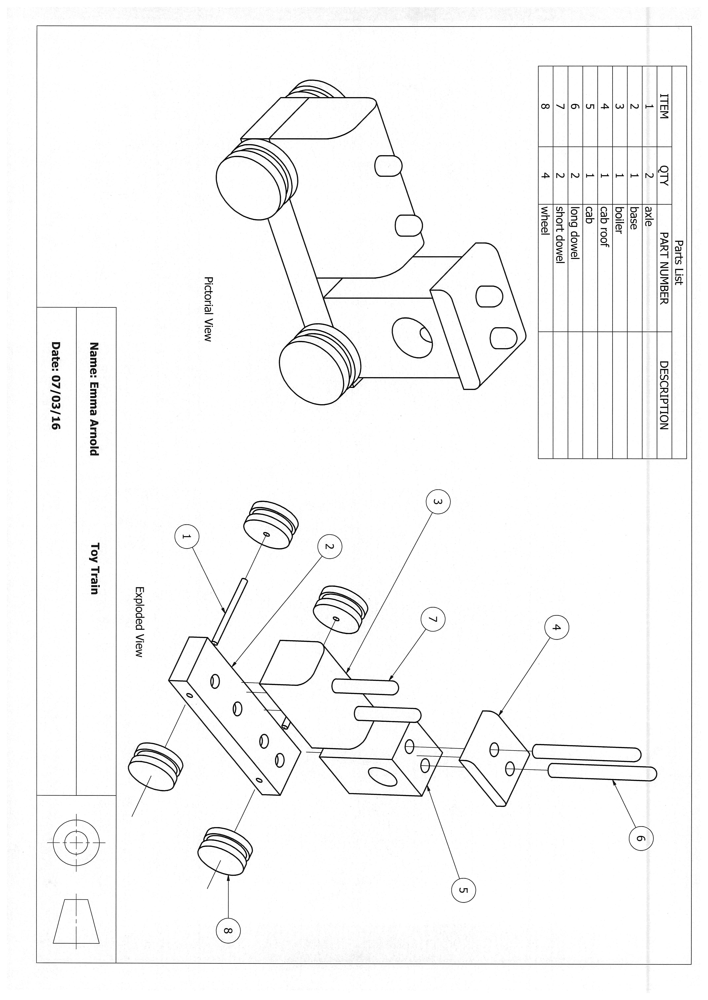 Parts List
ITEM QTY PART NUMBER DESCRIPTION
1 2 axle
2 1 base
3 1 boiler
4 1 cab roof
5 1 cab
6 2 long dowel
7 2 short dowel
8 4 wheel
3
7
4
6
2
1
5
8
Pictorial View
Exploded View
Name: Emma Arnold
Toy Train
Date: 07/03/16